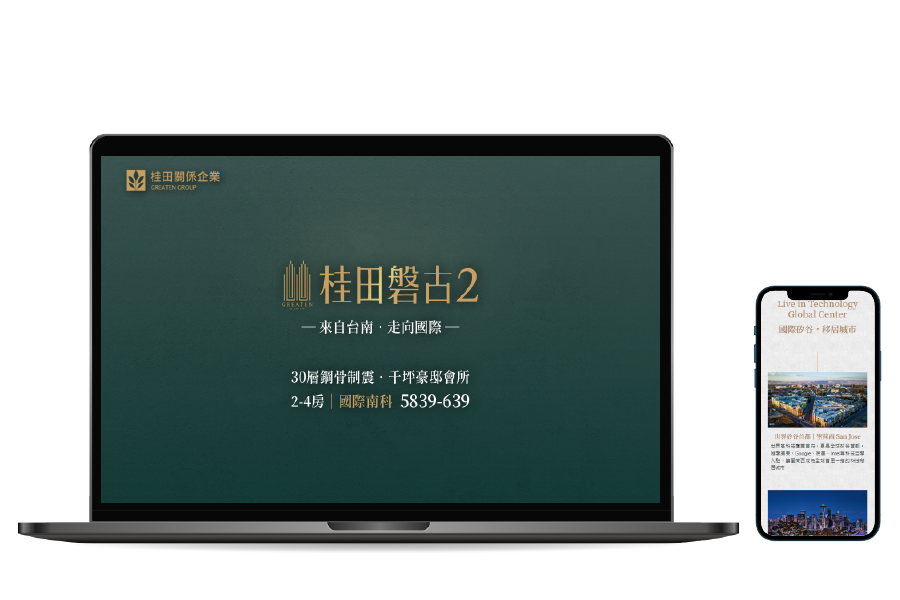 桂田關係企業
GREATEN GROUP
GREATEN
桂田磐古2
來自台南・走向國際
30層鋼骨制震・千坪豪邸會所
2-4房｜國際南科 5839-639
Live in Technology
Global Center
國際矽谷・移居城市
San Jose